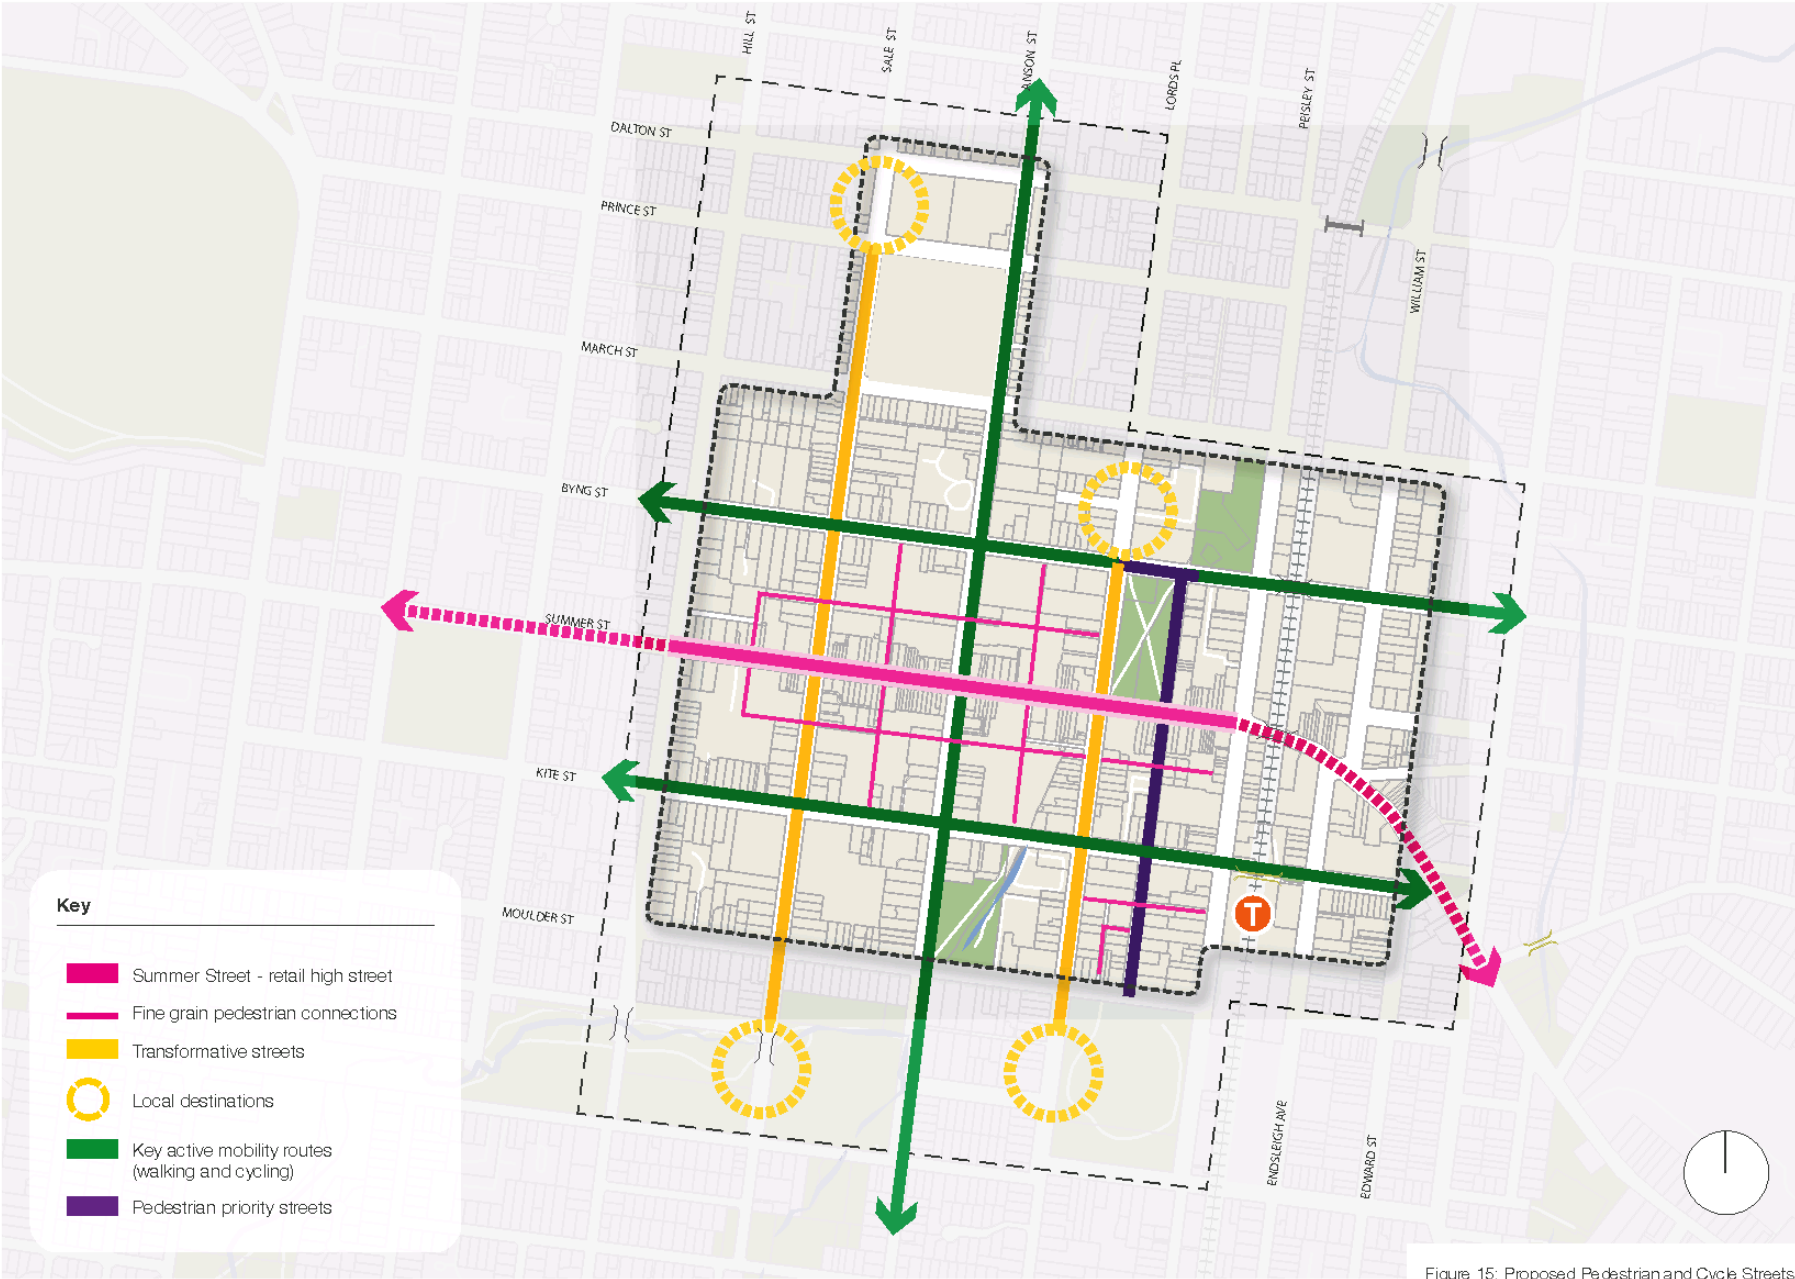 HILL ST
SALE ST
ANSON ST
LORDS PL
PEISLEY ST
DALTON ST
PRINCE ST
WILLIAM ST
MARCH ST
BYNG ST
SUMMER ST
KITE ST
MOULDER ST
T
ENDSLEIGH AVE
EDWARD ST
Key
Summer Street - retail high street
Fine grain pedestrian connections
Transformative streets
Local destinations
Key active mobility routes
(walking and cycling)
Pedestrian priority streets
Figure 15: Proposed Pedestrian and Cycle Streets